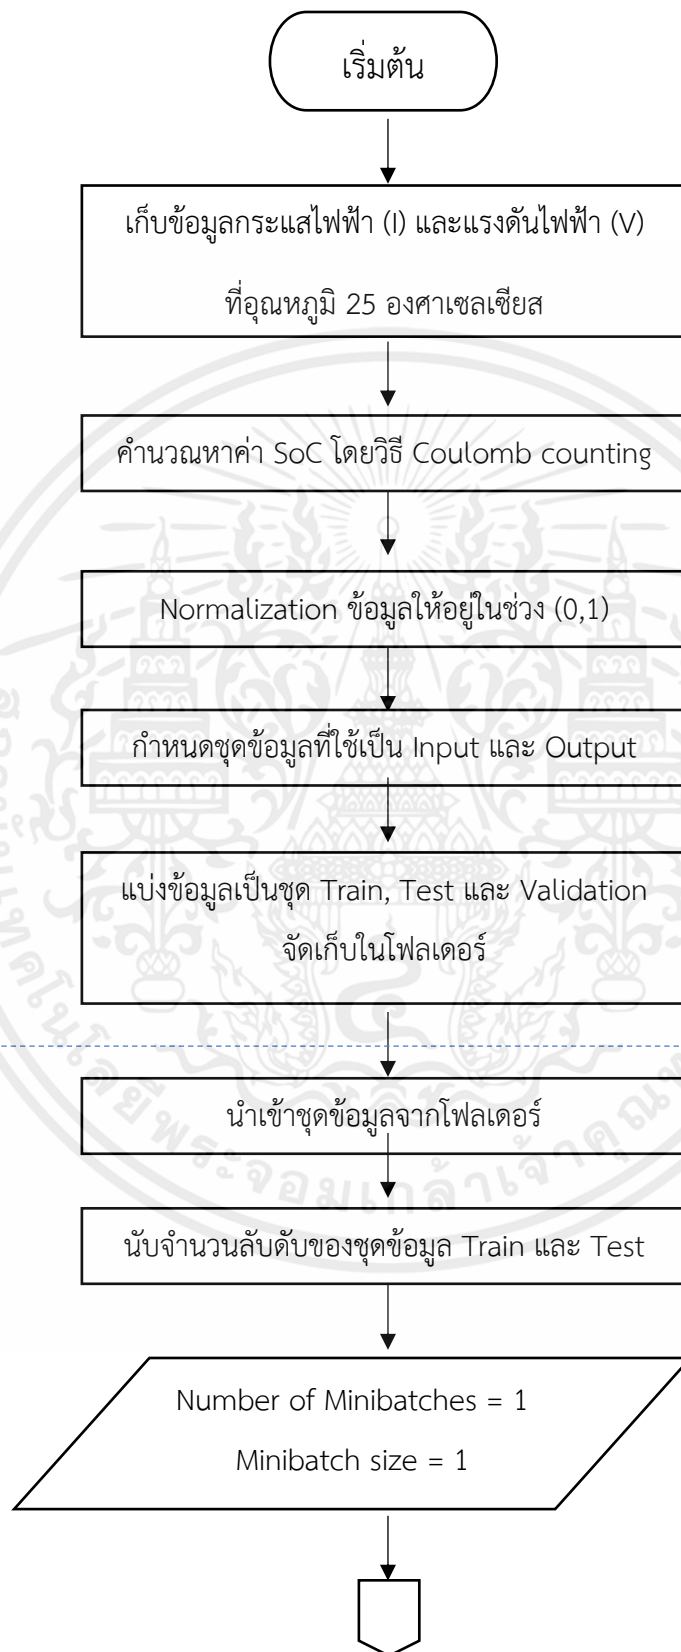 เริ่มต้น
เก็บข้อมูลกระแสไฟฟ้า (I) และแรงดันไฟฟ้า (V)
ที่อุณหภูมิ 25 องศาเซลเซียส
คำนวณหาค่า SoC โดยวิธี Coulomb counting
Normalization ข้อมูลให้อยู่ในช่วง (0,1)
กำหนดชุดข้อมูลที่ใช้เป็น Input และ Output
แบ่งข้อมูลเป็นชุด Train, Test และ Validation
จัดเก็บในโฟลเดอร์
นำเข้าชุดข้อมูลจากโฟลเดอร์
นับจำนวนลับดับของชุดข้อมูล Train และ Test
Number of Minibatches = 1
Minibatch size = 1